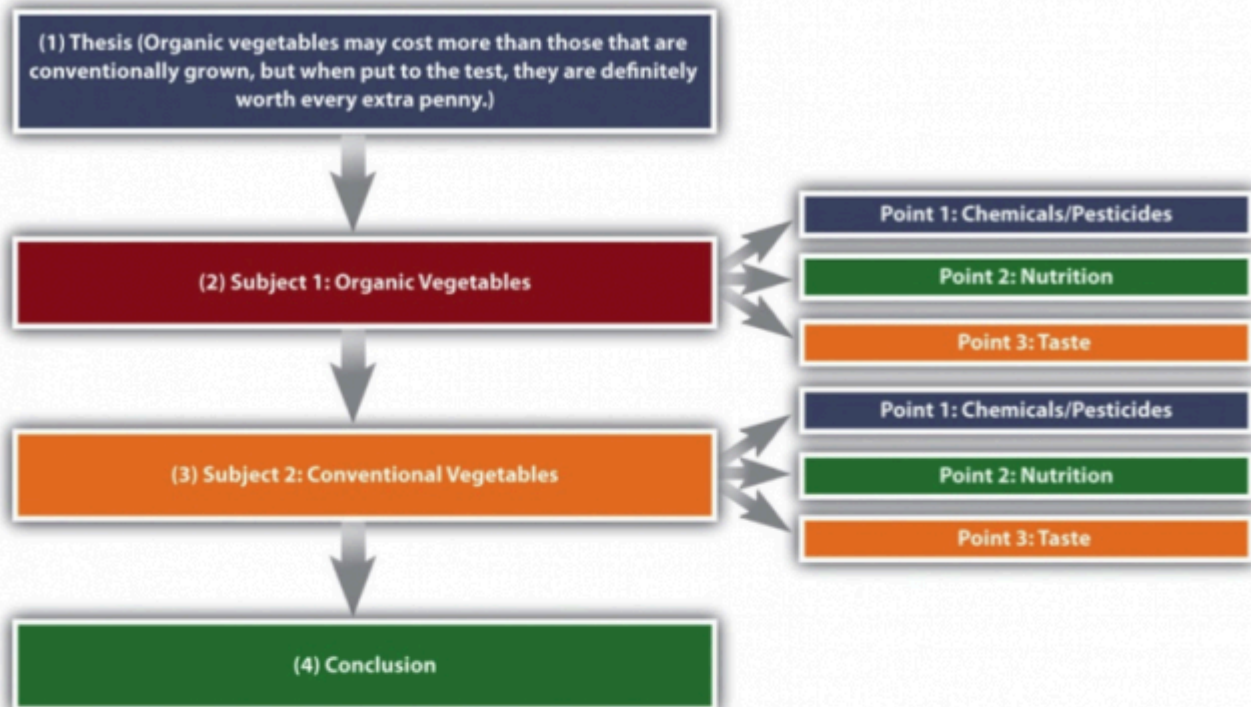 (1) Thesis (Organic vegetables may cost more than those that are
conventionally grown, but when put to the test, they are definitely
worth every extra penny.)
(2) Subject 1: Organic Vegetables
Point 1: Chemicals/Pesticides
Point 2: Nutrition
Point 3: Taste
(3) Subject 2: Conventional Vegetables
Point 1: Chemicals/Pesticides
Point 2: Nutrition
Point 3: Taste
(4) Conclusion